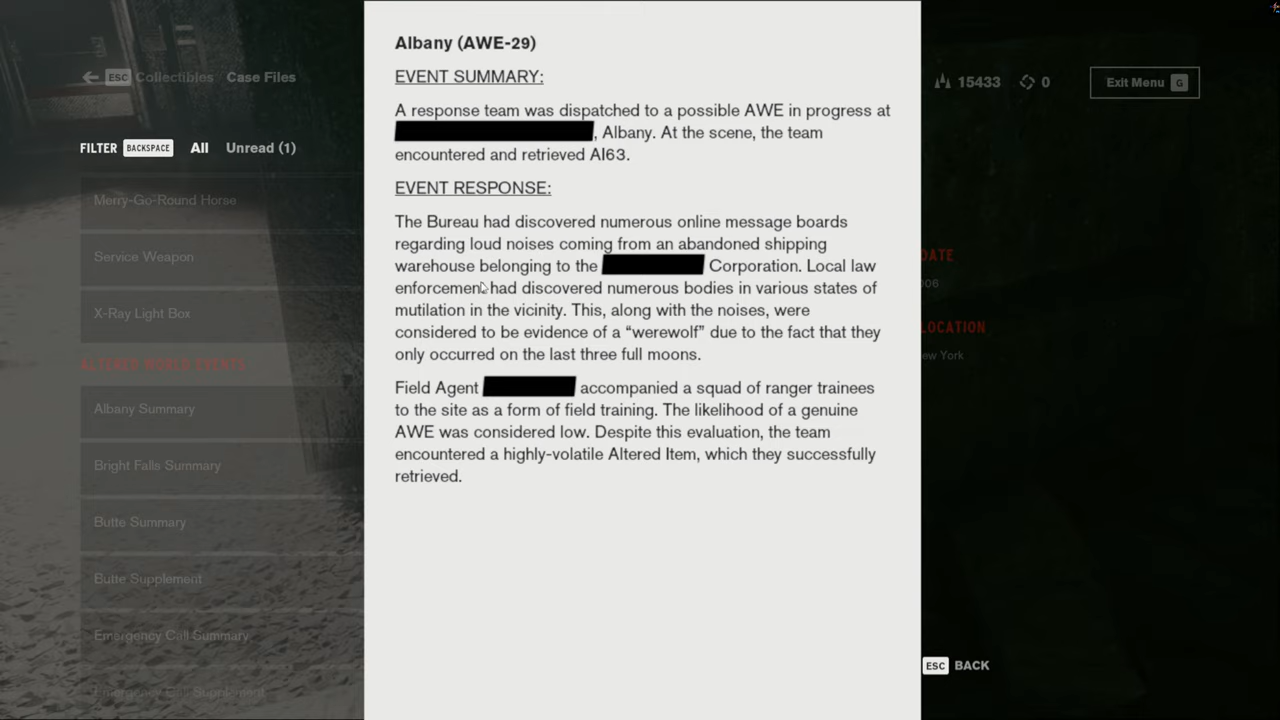 Albany (AWE-29)
EVENT SUMMARY:
A response team was dispatched to a possible AWE in progress at
, Albany. At the scene, the team
encountered and retrieved AI63.
EVENT RESPONSE:
The Bureau had discovered numerous online message boards
regarding loud noises coming from an abandoned shipping
warehouse belonging to the Corporation. Local law
enforcement had discovered numerous bodies in various states of
mutilation in the vicinity. This, along with the noises, were
considered to be evidence of a “werewolf” due to the fact that they
only occurred on the last three full moons.
Field Agent accompanied a squad of ranger trainees
to the site as a form of field training. The likelihood of a genuine
AWE was considered low. Despite this evaluation, the team
encountered a highly-volatile Altered Item, which they successfully
retrieved.
ESC Collectibles Case Files
FILTER BACKSPACE All Unread (1)
Merry-Go-Round Horse
Service Weapon
X-Ray Light Box
ALTERED WORLD EVENTS
Albany Summary
Bright Falls Summary
Butte Summary
Butte Supplement
Emergency Call Summary
Emergency Call Supplement
15433 0 Exit Menu G
DATE
06
LOCATION
ew York
ESC BACK